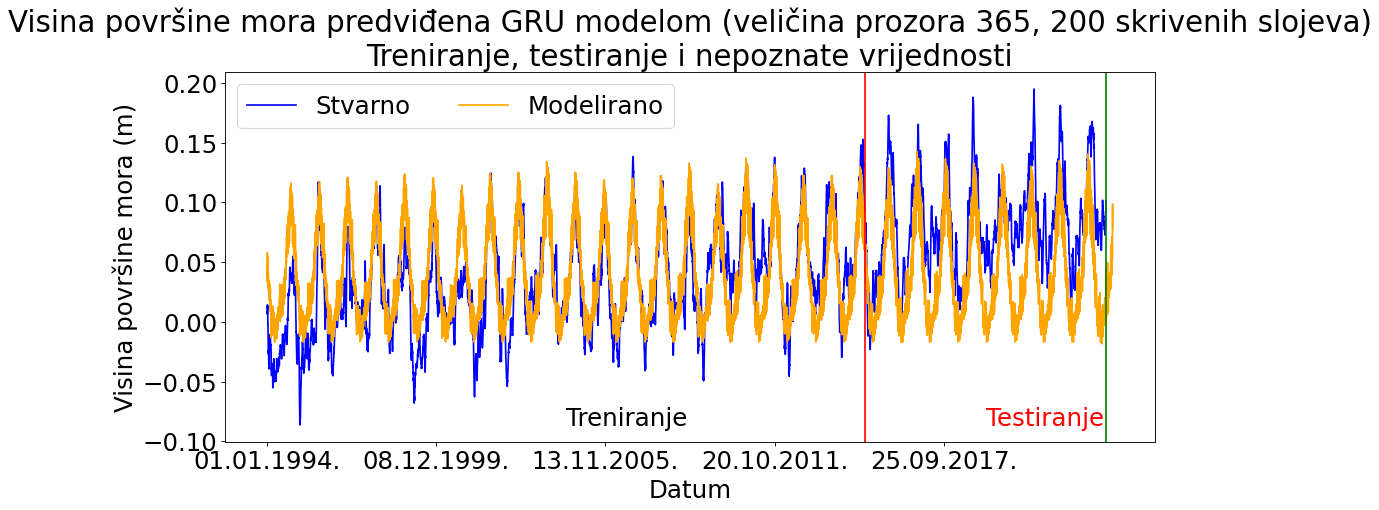 Visina površine mora predviđena GRU modelom (veličina prozora 365, 200 skrivenih slojeva)
Treniranje, testiranje i nepoznate vrijednosti
Stvarno
Modelirano
Visina površine mora (m)
0.20
0.15
0.10
0.05
0.00
−0.05
−0.10
Treniranje
Testiranje
01.01.1994.
08.12.1999.
13.11.2005.
20.10.2011.
25.09.2017.
Datum